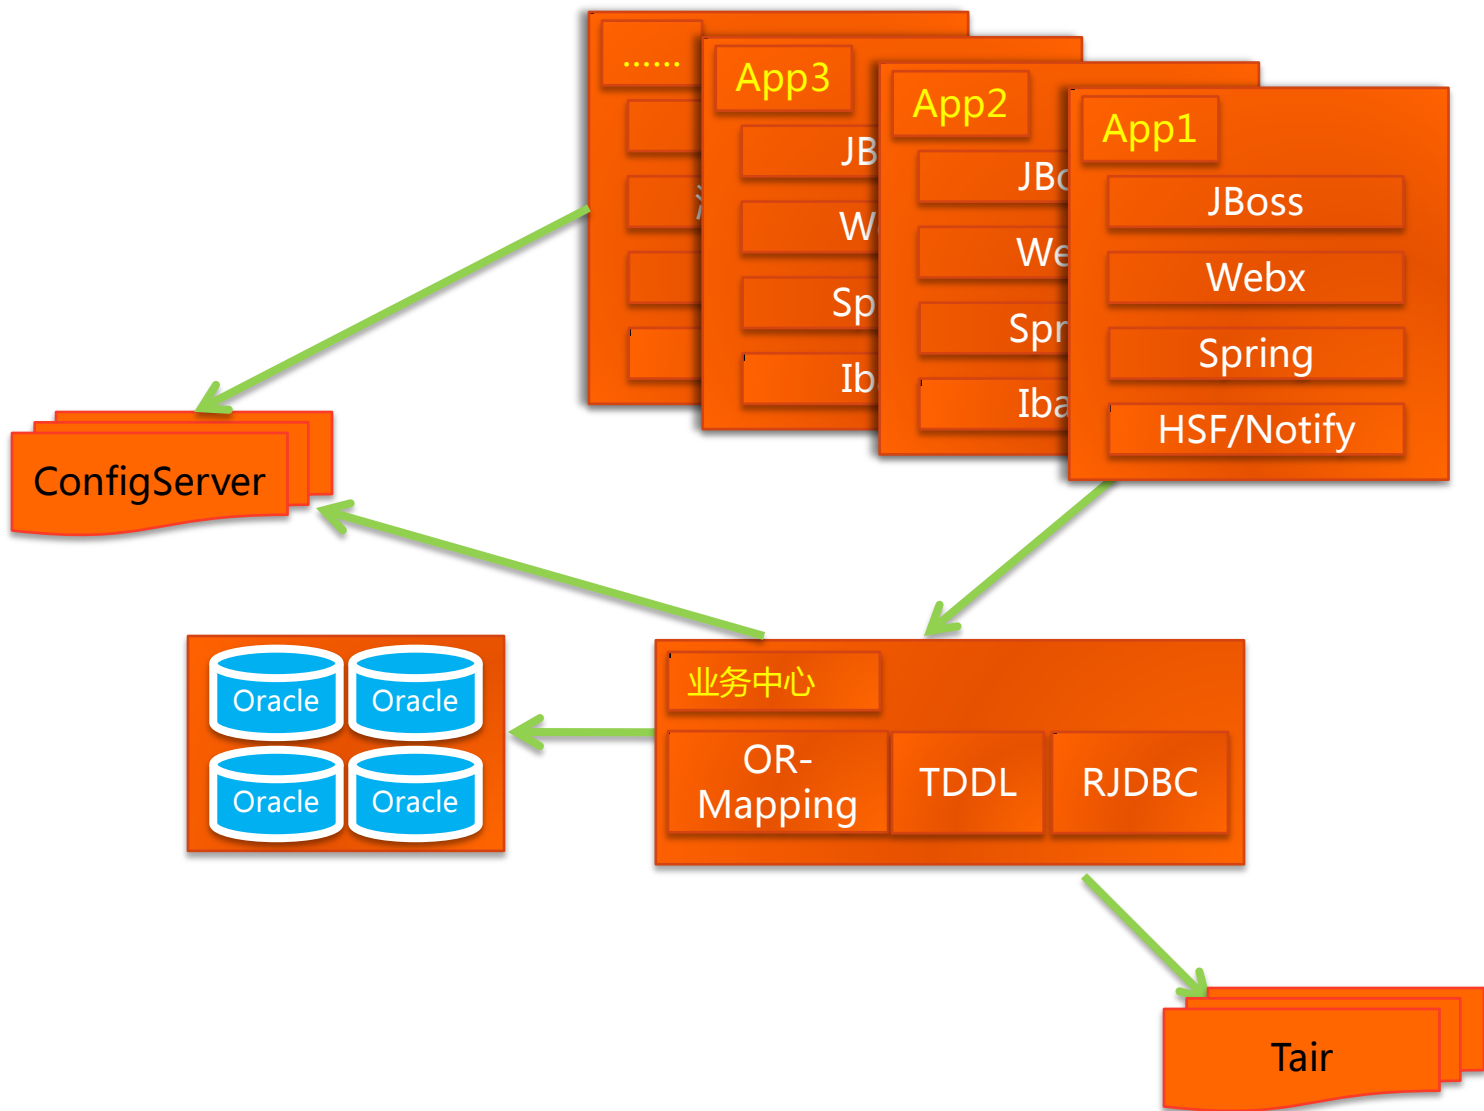 ......
App3
JB
W
Sp
Ib
App2
JBo
We
Spr
Iba
App1
JBoss
Webx
Spring
HSF/Notify
ConfigServer
Oracle
Oracle
Oracle
Oracle
业务中心
OR-
Mapping
TDDL
RJDBC
Tair